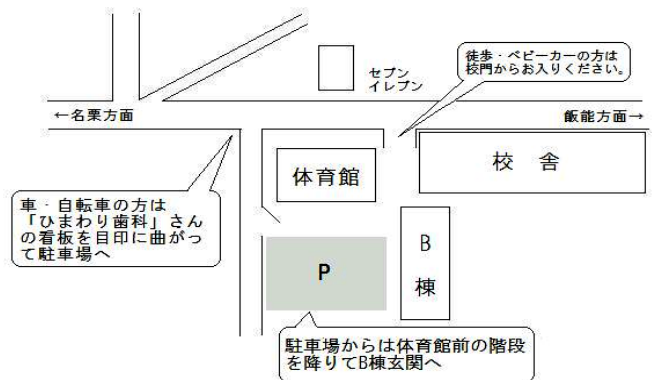 徒歩・ベビーカーの方は
校門からお入りください。
セブン
イレブン
←名栗方面
飯能方面→
体育館
校 舎
車・自転車の方は
「ひまわり歯科」さん
の看板を目印に曲がっ
て駐車場へ
B
棟
P
駐車場からは体育館前の階段
を降りてB棟玄関へ